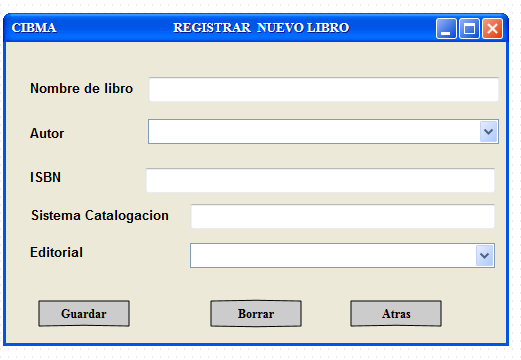 CIBMA REGISTRAR NUEVO LIBRO
Nombre de libro
Autor
ISBN
Sistema Catalogacion
Editorial
Guardar Borrar Atras